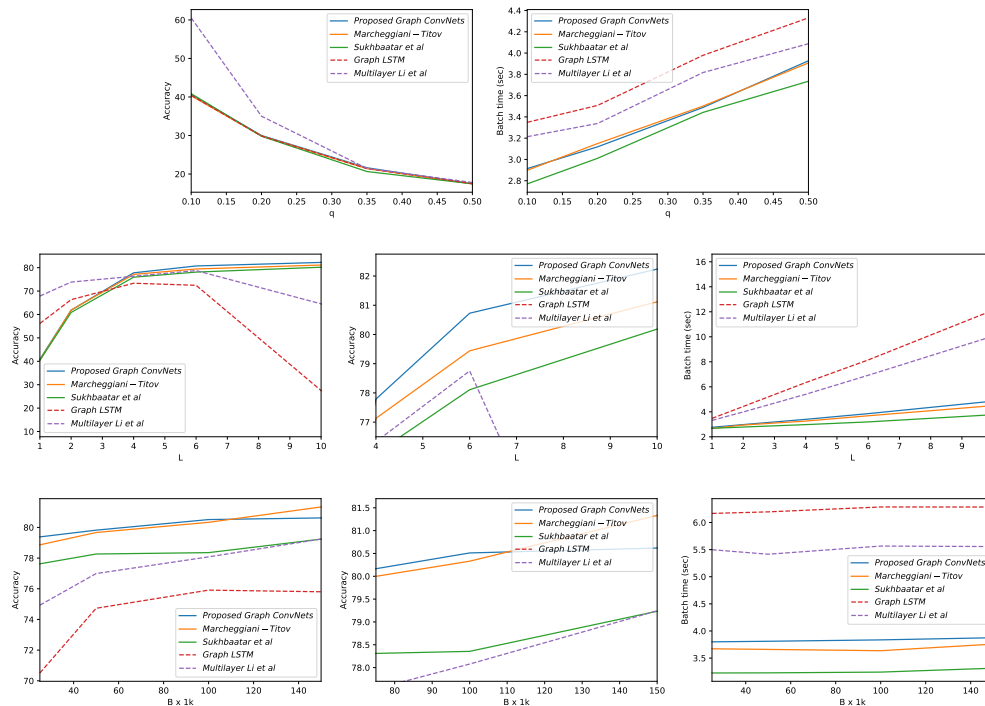 Accuracy
60
50
40
30
20
0.10 0.15 0.20 0.25 0.30 0.35 0.40 0.45 0.50
q
Proposed Graph ConvNets
Marcheggiani−Titov
Sukhbaatar et al
Graph LSTM
Multilayer Li et al
Batch time (sec)
4.4
4.2
4.0
3.8
3.6
3.4
3.2
3.0
2.8
0.10 0.15 0.20 0.25 0.30 0.35 0.40 0.45 0.50
q
Proposed Graph ConvNets
Marcheggiani−Titov
Sukhbaatar et al
Graph LSTM
Multilayer Li et al
Accuracy
80
70
60
50
40
30
20
10
1 2 3 4 5 6 7 8 9 10
L
Proposed Graph ConvNets
Marcheggiani−Titov
Sukhbaatar et al
Graph LSTM
Multilayer Li et al
Accuracy
82
81
80
79
78
77
4 5 6 7 8 9 10
L
Proposed Graph ConvNets
Marcheggiani−Titov
Sukhbaatar et al
Graph LSTM
Multilayer Li et al
Batch time (sec)
16
14
12
10
8
6
4
2
1 2 3 4 5 6 7 8 9
L
Proposed Graph ConvNets
Marcheggiani−Titov
Sukhbaatar et al
Graph LSTM
Multilayer Li et al
Accuracy
80
78
76
74
72
70
40 60 80 100 120 140
B x 1k
Proposed Graph ConvNets
Marcheggiani−Titov
Sukhbaatar et al
Graph LSTM
Multilayer Li et al
Accuracy
81.5
81.0
80.5
80.0
79.5
79.0
78.5
78.0
80 90 100 110 120 130 140 150
B x 1k
Proposed Graph ConvNets
Marcheggiani−Titov
Sukhbaatar et al
Graph LSTM
Multilayer Li et al
Batch time (sec)
6.0
5.5
5.0
4.5
4.0
3.5
40 60 80 100 120 140
B x 1k
Proposed Graph ConvNets
Marcheggiani−Titov
Sukhbaatar et al
Graph LSTM
Multilayer Li et al